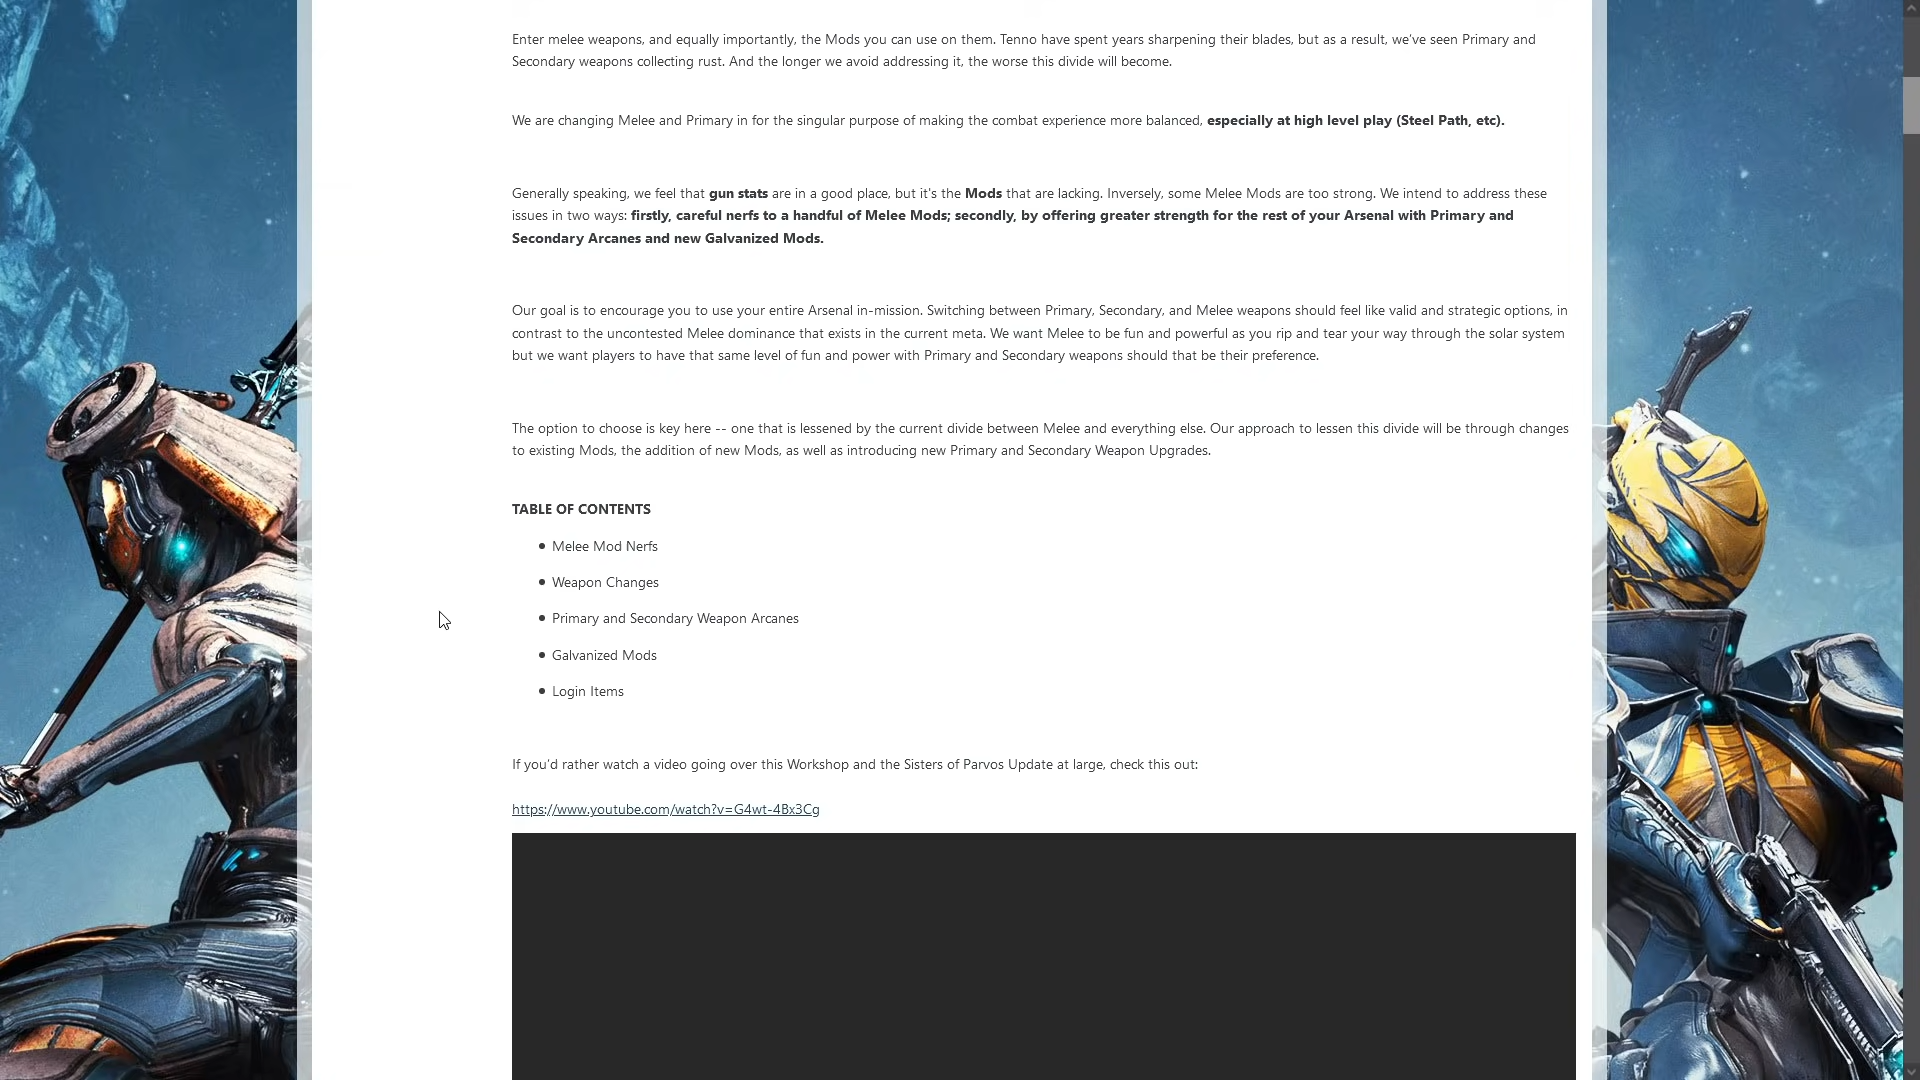 Enter melee weapons, and equally importantly, the Mods you can use on them. Tenno have spent years sharpening their blades, but as a result, we've seen Primary and
Secondary weapons collecting rust. And the longer we avoid addressing it, the worse this divide will become.
We are changing Melee and Primary in for the singular purpose of making the combat experience more balanced, especially at high level play (Steel Path, etc).
Generally speaking, we feel that gun stats are in a good place, but it's the Mods that are lacking. Inversely, some Melee Mods are too strong. We intend to address these
issues in two ways: firstly, careful nerfs to a handful of Melee Mods; secondly, by offering greater strength for the rest of your Arsenal with Primary and
Secondary Arcanes and new Galvanized Mods.
Our goal is to encourage you to use your entire Arsenal in-mission. Switching between Primary, Secondary, and Melee weapons should feel like valid and strategic options, in
contrast to the uncontested Melee dominance that exists in the current meta. We want Melee to be fun and powerful as you rip and tear your way through the solar system
but we want players to have that same level of fun and power with Primary and Secondary weapons should that be their preference.
The option to choose is key here -- one that is lessened by the current divide between Melee and everything else. Our approach to lessen this divide will be through changes
to existing Mods, the addition of new Mods, as well as introducing new Primary and Secondary Weapon Upgrades.
TABLE OF CONTENTS
• Melee Mod Nerfs
• Weapon Changes
• Primary and Secondary Weapon Arcanes
• Galvanized Mods
• Login Items
If you'd rather watch a video going over this Workshop and the Sisters of Parvos Update at large, check this out:
https://www.youtube.com/watch?v=G4wt-4Bx3Cg